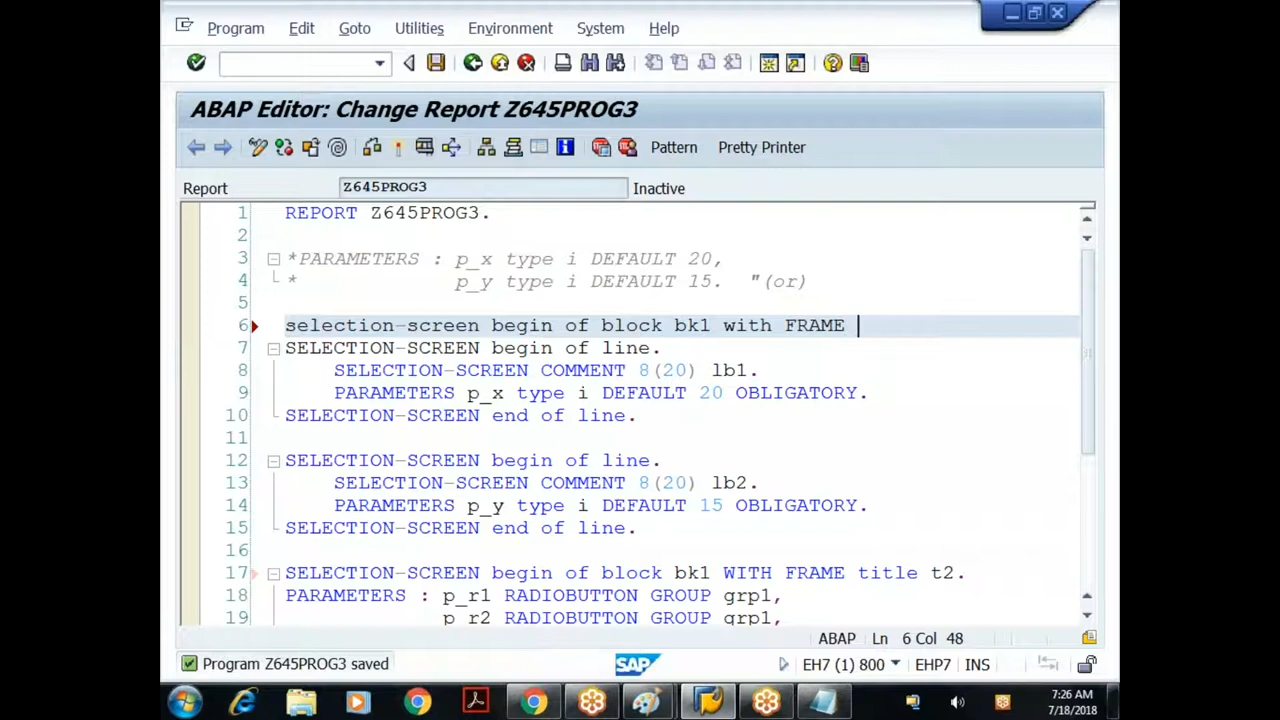 Program Edit Goto Utilities Environment System Help
ABAP Editor: Change Report Z645PROG3
Pattern Pretty Printer
Report Z645PROG3 Inactive
1 REPORT Z645PROG3.
2
3 *PARAMETERS : p_x type i DEFAULT 20,
4 * p_y type i DEFAULT 15. "(or)
5
6 selection-screen begin of block bk1 with FRAME
7 SELECTION-SCREEN begin of line.
8 SELECTION-SCREEN COMMENT 8(20) lb1.
9 PARAMETERS p_x type i DEFAULT 20 OBLIGATORY.
10 SELECTION-SCREEN end of line.
11
12 SELECTION-SCREEN begin of line.
13 SELECTION-SCREEN COMMENT 8(20) lb2.
14 PARAMETERS p_y type i DEFAULT 15 OBLIGATORY.
15 SELECTION-SCREEN end of line.
16
17 SELECTION-SCREEN begin of block bk1 WITH FRAME title t2.
18 PARAMETERS : p_r1 RADIOBUTTON GROUP grp1,
19 p_r2 RADIOBUTTON GROUP grp1,
ABAP Ln 6 Col 48
Program Z645PROG3 saved SAP EH7 (1) 800 EHP7 INS
7:26 AM
7/18/2018